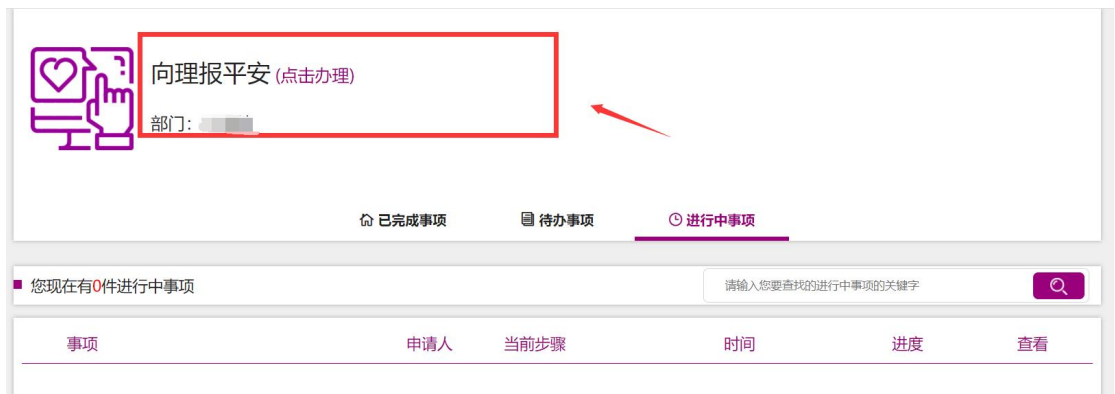 向理报平安(点击办理)
部门:
已完成事项 待办事项 进行中事项
您现在有0件进行中事项 请输入您要查找的进行中事项的关键字
事项 申请人 当前步骤 时间 进度 查看